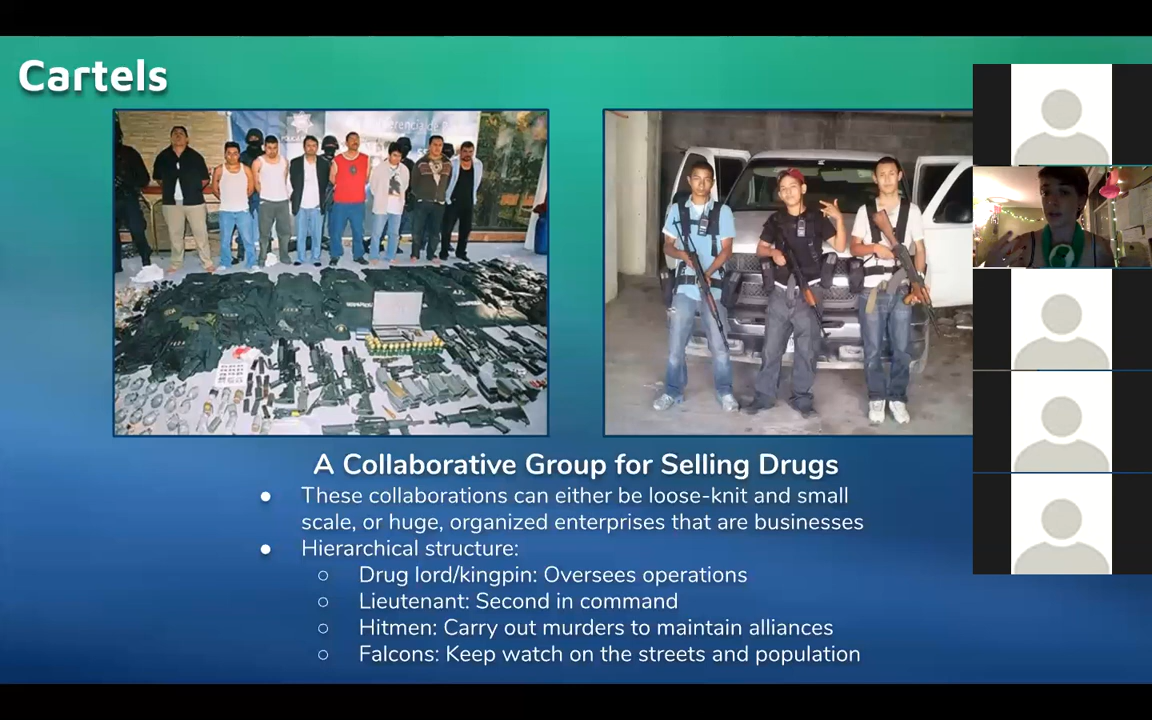 Cartels
A Collaborative Group for Selling Drugs
● These collaborations can either be loose-knit and small
scale, or huge, organized enterprises that are businesses
● Hierarchical structure:
○ Drug lord/kingpin: Oversees operations
○ Lieutenant: Second in command
○ Hitmen: Carry out murders to maintain alliances
○ Falcons: Keep watch on the streets and population